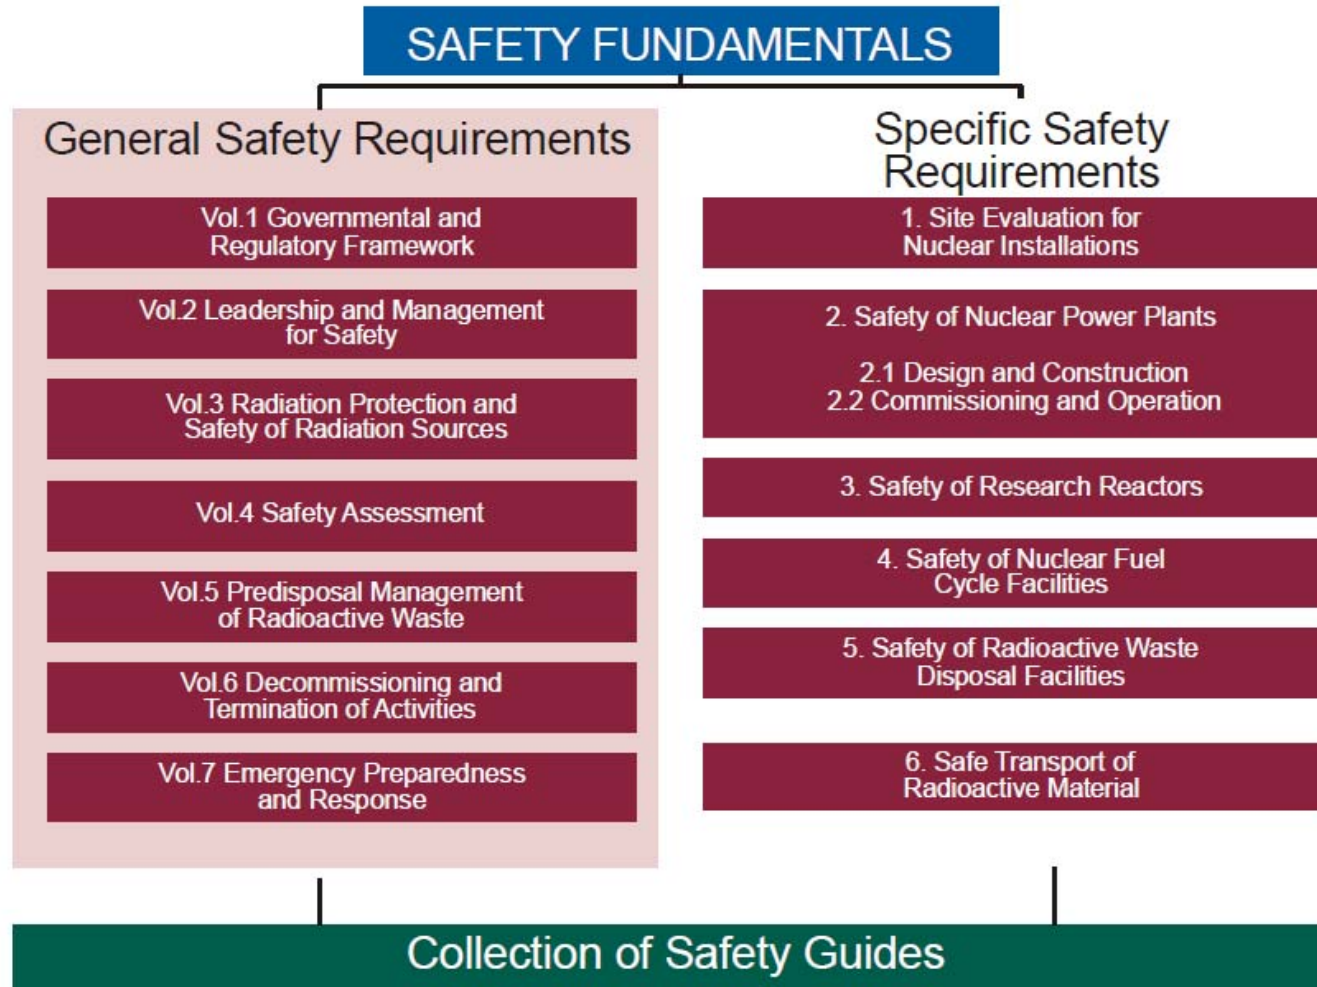 SAFETY FUNDAMENTALS
General Safety Requirements
Vol.1 Governmental and
Regulatory Framework
Vol.2 Leadership and Management
for Safety
Vol.3 Radiation Protection and
Safety of Radiation Sources
Vol.4 Safety Assessment
Vol.5 Predisposal Management
of Radioactive Waste
Vol.6 Decommissioning and
Termination of Activities
Vol.7 Emergency Preparedness
and Response
Specific Safety
Requirements
1. Site Evaluation for
Nuclear Installations
2. Safety of Nuclear Power Plants
2.1 Design and Construction
2.2 Commissioning and Operation
3. Safety of Research Reactors
4. Safety of Nuclear Fuel
Cycle Facilities
5. Safety of Radioactive Waste
Disposal Facilities
6. Safe Transport of
Radioactive Material
Collection of Safety Guides